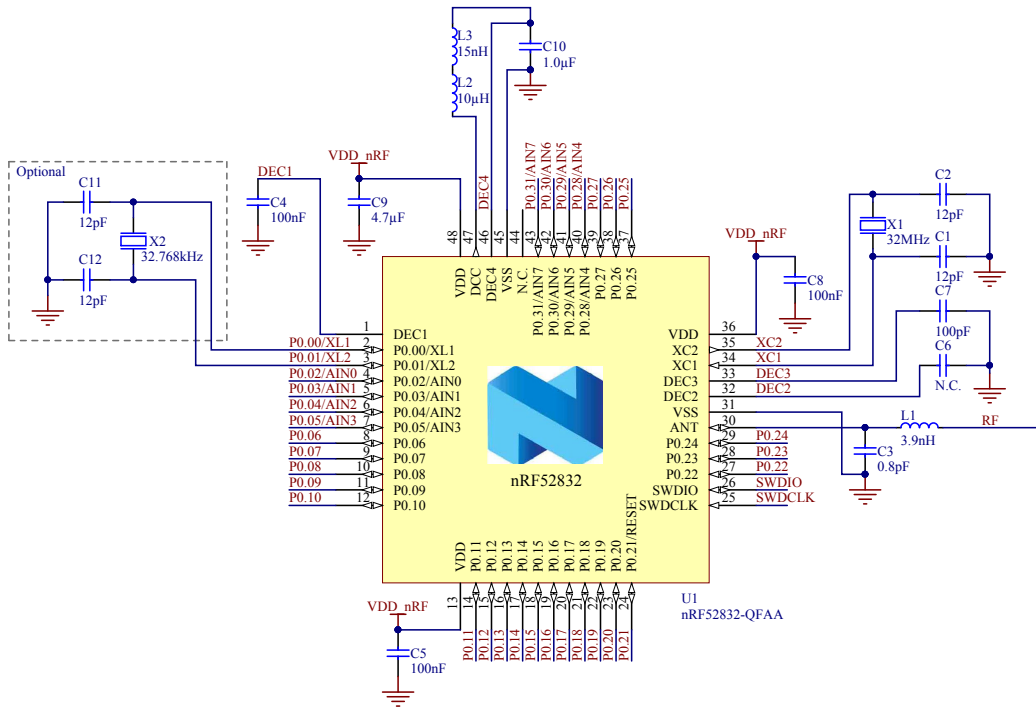 L3
15nH
L2
10µH
C10
1.0µF
Optional
C11
12pF
X2
32.768kHz
C12
12pF
DEC1
C4
100nF
VDD_nRF
C9
4.7µF
DEC4
P0.31/AIN7
P0.30/AIN6
P0.29/AIN5
P0.28/AIN4
P0.27
P0.26
P0.25
48
47
46
45
44
43
42
41
40
39
38
37
VDD
DCC
DEC4
VSS
N.C.
P0.31/AIN7
P0.30/AIN6
P0.29/AIN5
P0.28/AIN4
P0.27
P0.26
P0.25
VDD_nRF
C8
100nF
C2
12pF
X1
32MHz
C1
12pF
C7
100pF
C6
N.C.
1 DEC1
P0.00/XL1 2 P0.00/XL1
P0.01/XL2 3 P0.01/XL2
P0.02/AIN0 4 P0.02/AIN0
P0.03/AIN1 5 P0.03/AIN1
P0.04/AIN2 6 P0.04/AIN2
P0.05/AIN3 7 P0.05/AIN3
P0.06 8 P0.06
P0.07 9 P0.07
P0.08 10 P0.08
P0.09 11 P0.09
P0.10 12 P0.10
nRF52832
VDD 36
XC2 35 XC2
XC1 34 XC1
DEC3 33 DEC3
DEC2 32 DEC2
VSS 31
ANT 30
P0.24 29 P0.24
P0.23 28 P0.23
P0.22 27 P0.22
SWDIO 26 SWDIO
SWDCLK 25 SWDCLK
L1
3.9nH
RF
C3
0.8pF
VDD
P0.11
P0.12
P0.13
P0.14
P0.15
P0.16
P0.17
P0.18
P0.19
P0.20
P0.21/RESET
13
14
15
16
17
18
19
20
21
22
23
24
U1
nRF52832-QFAA
VDD_nRF
C5
100nF
P0.11
P0.12
P0.13
P0.14
P0.15
P0.16
P0.17
P0.18
P0.19
P0.20
P0.21